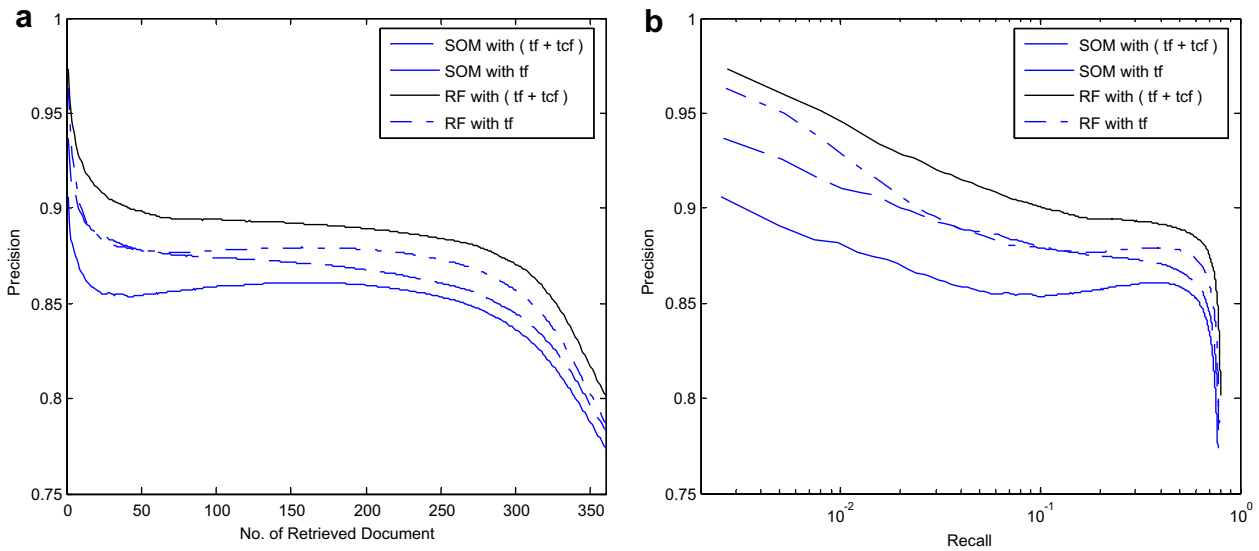 a
1
0.95
0.9
0.85
0.8
0.75
0
50
100
150
200
250
300
350
Precision
No. of Retrieved Document
SOM with ( tf + tcf )
SOM with tf
RF with ( tf + tcf )
RF with tf
b
1
0.95
0.9
0.85
0.8
0.75
10^-2
10^-1
10^0
Precision
Recall
SOM with ( tf + tcf )
SOM with tf
RF with ( tf + tcf )
RF with tf